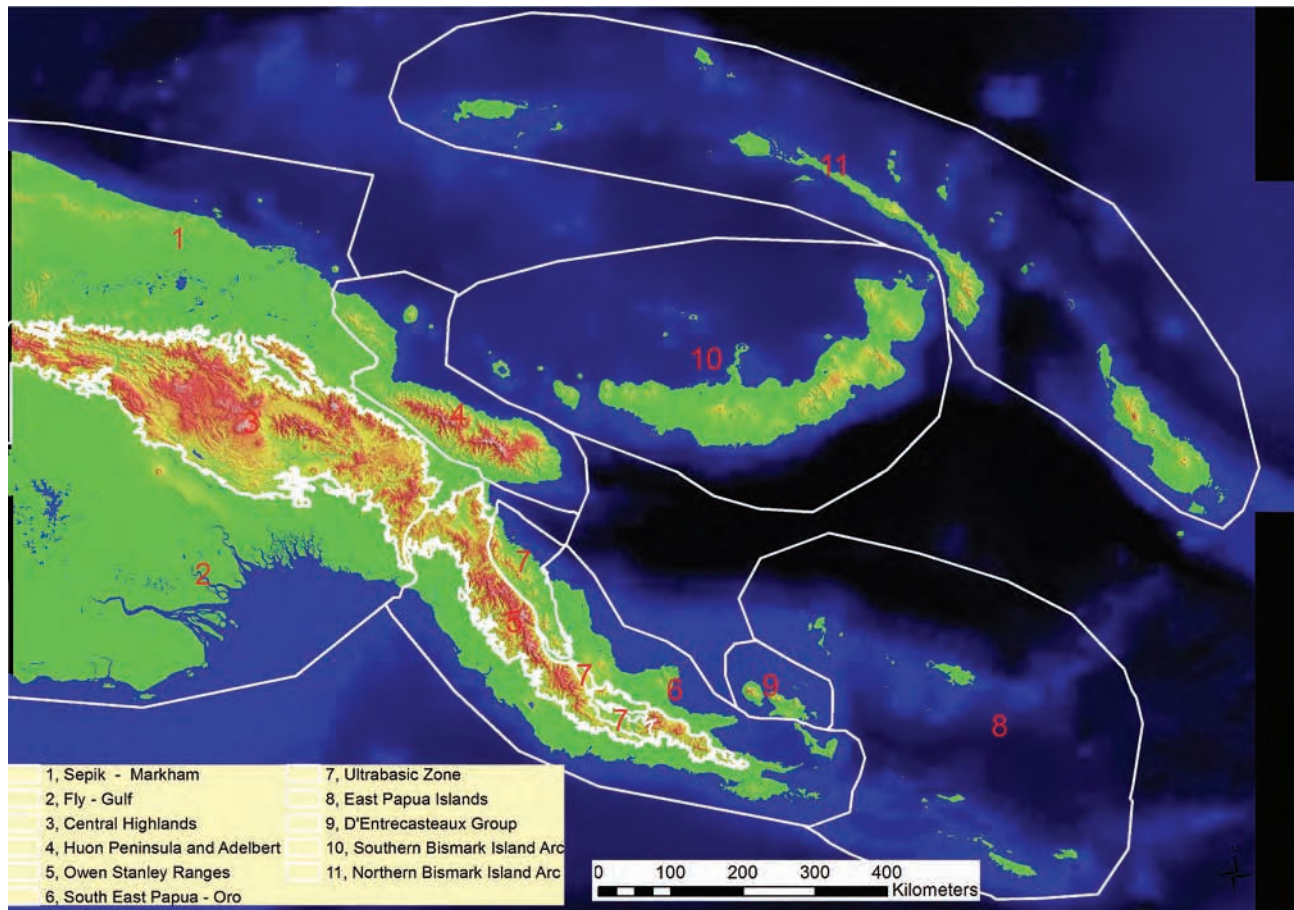 11
1
10
4
3
2
7
5
7
6
9
7
8
1, Sepik - Markham
2, Fly - Gulf
3, Central Highlands
4, Huon Peninsula and Adelbert
5, Owen Stanley Ranges
6, South East Papua - Oro
7, Ultrabasic Zone
8, East Papua Islands
9, D'Entrecasteaux Group
10, Southern Bismark Island Arc
11, Northern Bismark Island Arc
0 100 200 300 400
Kilometers